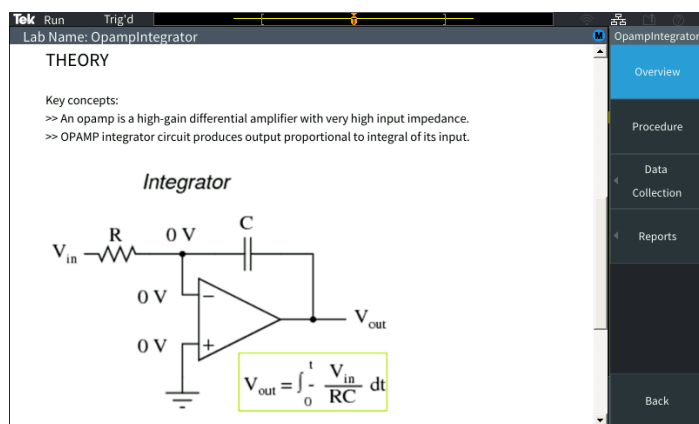 Tek Run Trig'd
Lab Name: OpampIntegrator
M
OpampIntegrator
THEORY
Key concepts:
>> An opamp is a high-gain differential amplifier with very high input impedance.
>> OPAMP integrator circuit produces output proportional to integral of its input.
Integrator
R
0 V
C
Vin
0 V
−
Vout
0 V
+
Vout = ∫0t - Vin/RC dt
Overview
Procedure
Data
Collection
Reports
Back